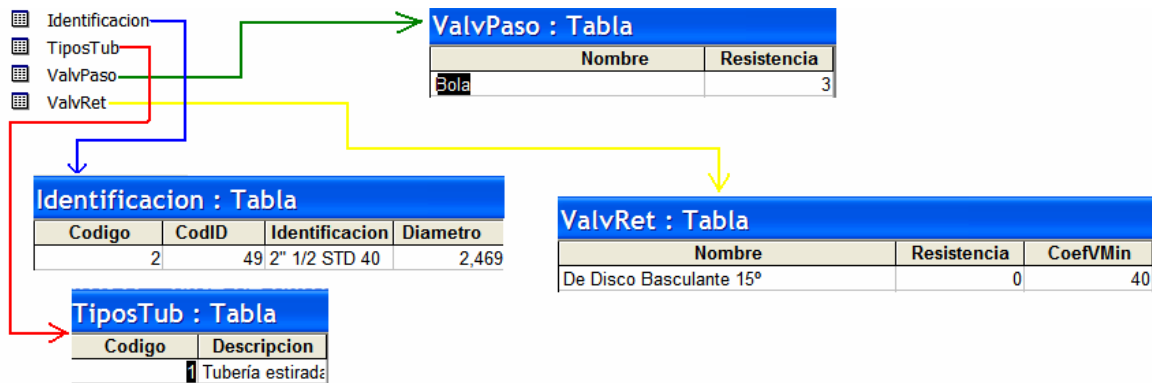 Identificacion
TiposTub
ValvPaso
ValvRet
ValvPaso : Tabla
Nombre Resistencia
Bola 3
Identificacion : Tabla
Codigo CodID Identificacion Diametro
2 49 2" 1/2 STD 40 2,469
ValvRet : Tabla
Nombre Resistencia CoefVMin
De Disco Basculante 15º 0 40
TiposTub : Tabla
Codigo Descripcion
1 Tubería estirada